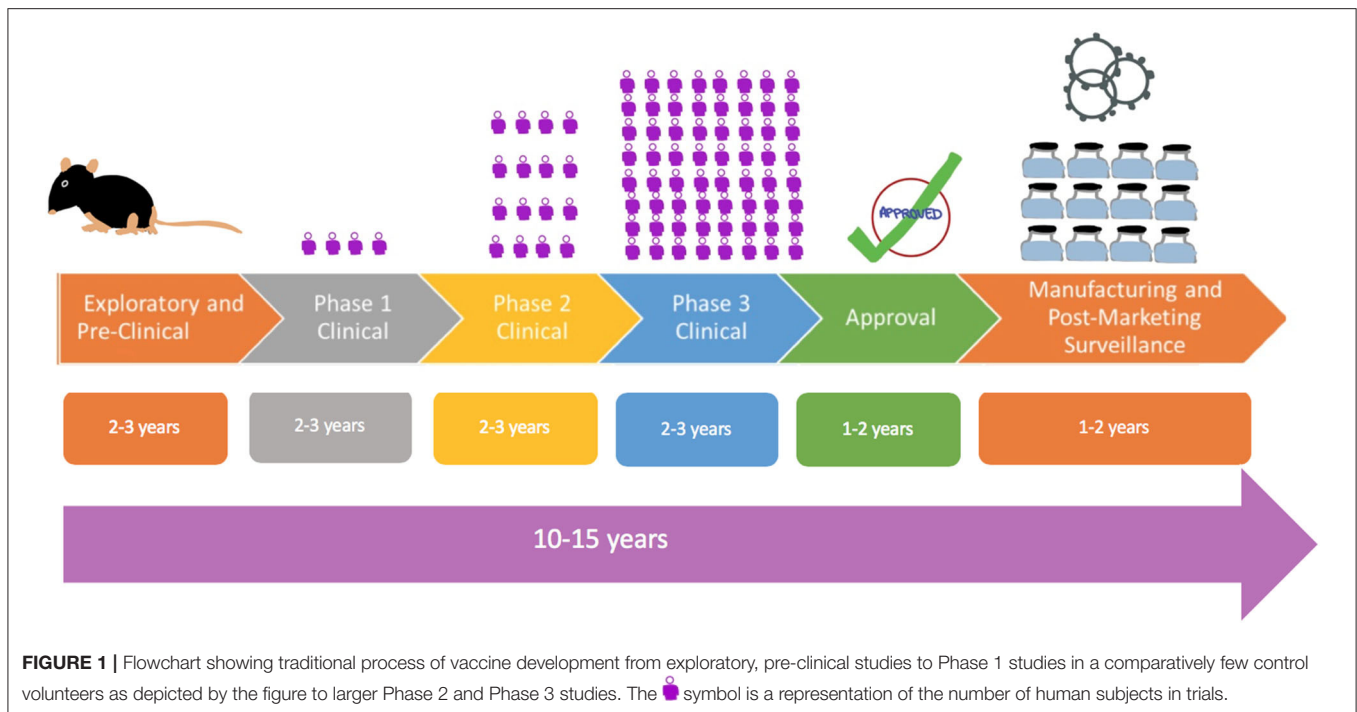 APPROVED
Exploratory and
Pre-Clinical
Phase 1
Clinical
Phase 2
Clinical
Phase 3
Clinical
Approval
Manufacturing and
Post-Marketing
Surveillance
2-3 years
2-3 years
2-3 years
2-3 years
1-2 years
1-2 years
10-15 years
FIGURE 1 | Flowchart showing traditional process of vaccine development from exploratory, pre-clinical studies to Phase 1 studies in a comparatively few control
volunteers as depicted by the figure to larger Phase 2 and Phase 3 studies. The symbol is a representation of the number of human subjects in trials.